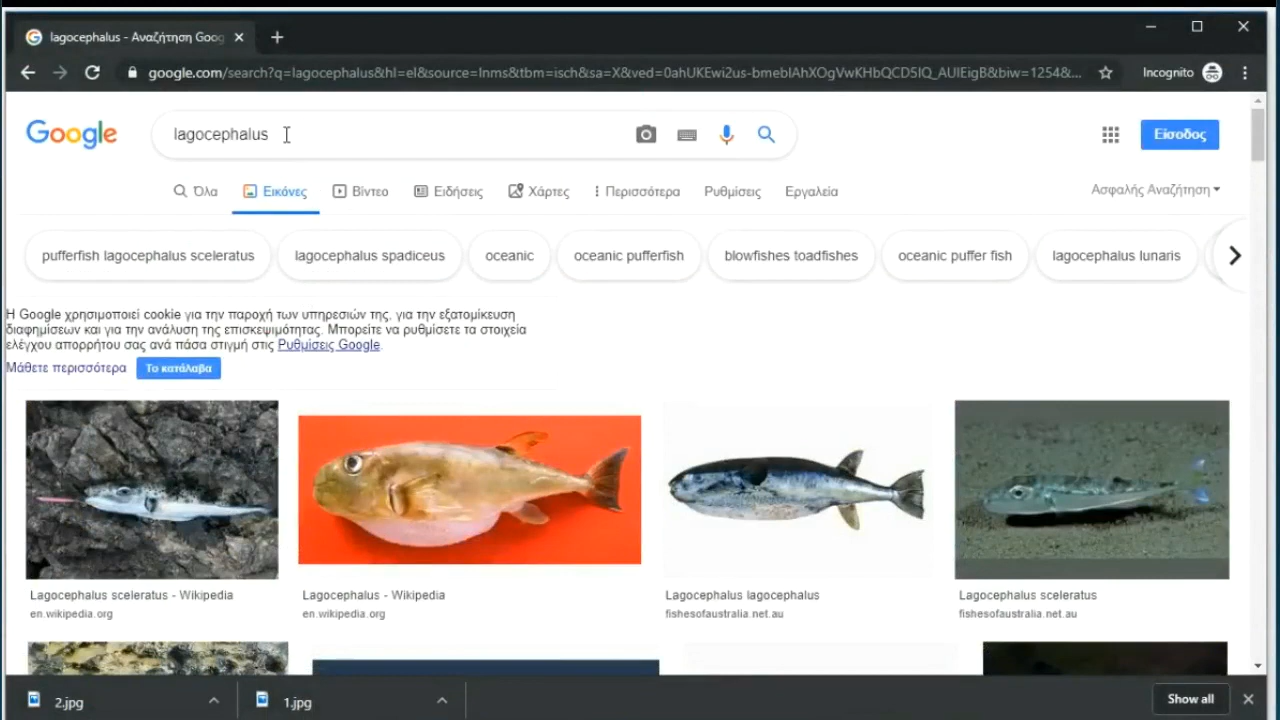 lagocephalus - Αναζήτηση Goog
google.com/search?q=lagocephalus&hl=el&source=lnms&tbm=isch&sa=X&ved=0ahUKEwi2us-bmeblAhXOgVwKHbQCD5IQ_AUIEigB&biw=1254&...
Incognito
Google
lagocephalus
Είσοδος
Όλα Εικόνες Βίντεο Ειδήσεις Χάρτες Περισσότερα Ρυθμίσεις Εργαλεία
Ασφαλής Αναζήτηση
pufferfish lagocephalus sceleratus
lagocephalus spadiceus
oceanic
oceanic pufferfish
blowfishes toadfishes
oceanic puffer fish
lagocephalus lunaris
Η Google χρησιμοποιεί cookie για την παροχή των υπηρεσιών της, για την εξατομίκευση
διαφημίσεων και για την ανάλυση της επισκεψιμότητας. Μπορείτε να ρυθμίσετε τα στοιχεία
ελέγχου απορρήτου σας ανά πάσα στιγμή στις Ρυθμίσεις Google.
Μάθετε περισσότερα Το κατάλαβα
Lagocephalus sceleratus - Wikipedia
en.wikipedia.org
Lagocephalus - Wikipedia
en.wikipedia.org
Lagocephalus lagocephalus
fishesofaustralia.net.au
Lagocephalus sceleratus
fishesofaustralia.net.au
2.jpg
1.jpg
Show all